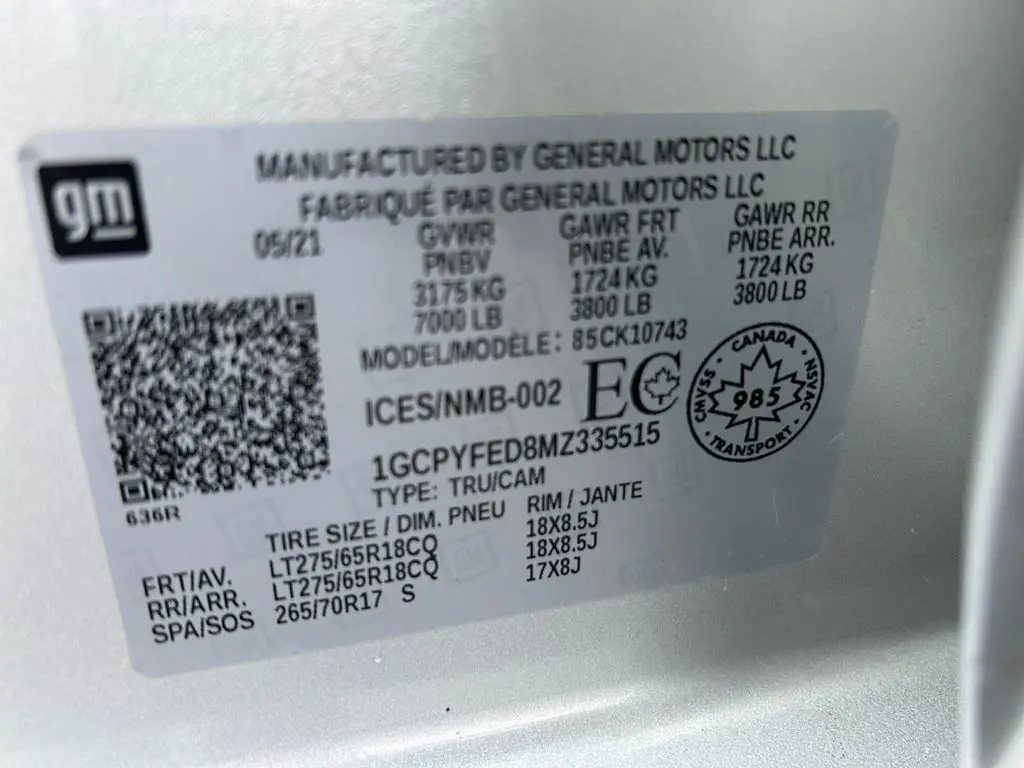 gm
MANUFACTURED BY GENERAL MOTORS LLC
FABRIQUÉ PAR GENERAL MOTORS LLC
05/21 GVWR GAWR FRT GAWR RR
PNBV PNBE AV. PNBE ARR.
3175 KG 1724 KG 1724 KG
7000 LB 3800 LB 3800 LB
MODEL/MODÈLE: 85CK10743
ICES/NMB-002 EC
CANADA
CMVSS 985 NSVAC
TRANSPORT
1GCPYFED8MZ335515
TYPE: TRU/CAM
636R
TIRE SIZE / DIM. PNEU RIM / JANTE
FRT/AV. LT275/65R18CQ 18X8.5J
RR/ARR. LT275/65R18CQ 18X8.5J
SPA/SOS 265/70R17 S 17X8J